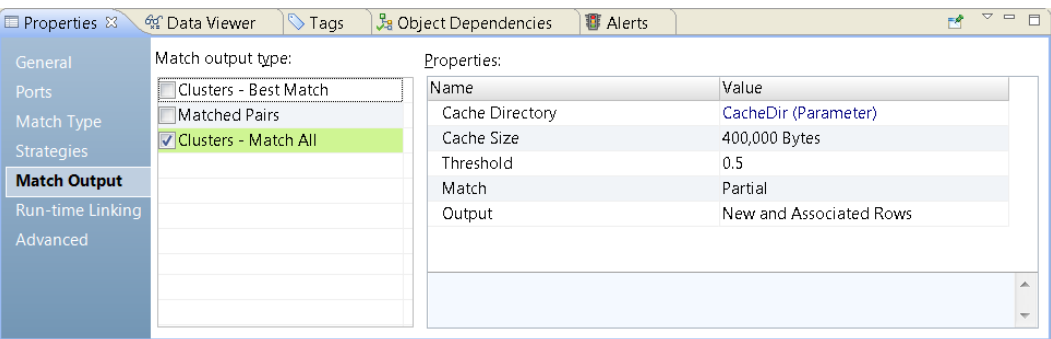 Properties Data Viewer Tags Object Dependencies Alerts
General
Ports
Match Type
Strategies
Match Output
Run-time Linking
Advanced
Match output type:
Clusters - Best Match
Matched Pairs
Clusters - Match All
Properties:
Name Value
Cache Directory CacheDir (Parameter)
Cache Size 400,000 Bytes
Threshold 0.5
Match Partial
Output New and Associated Rows